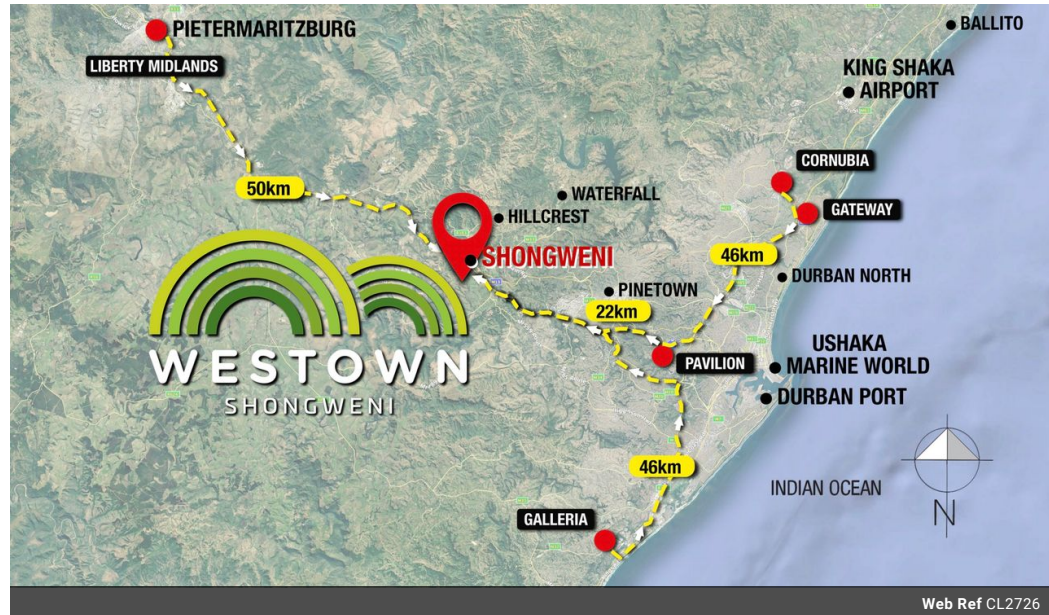 PIETERMARITZBURG
LIBERTY MIDLANDS
BALLITO
KING SHAKA
AIRPORT
CORNUBIA
GATEWAY
50km
WATERFALL
HILLCREST
SHONGWENI
46km
DURBAN NORTH
PINETOWN
22km
PAVILION
USHAKA
MARINE WORLD
DURBAN PORT
WESTOWN
SHONGWENI
46km
GALLERIA
INDIAN OCEAN
N
Web Ref CL2726